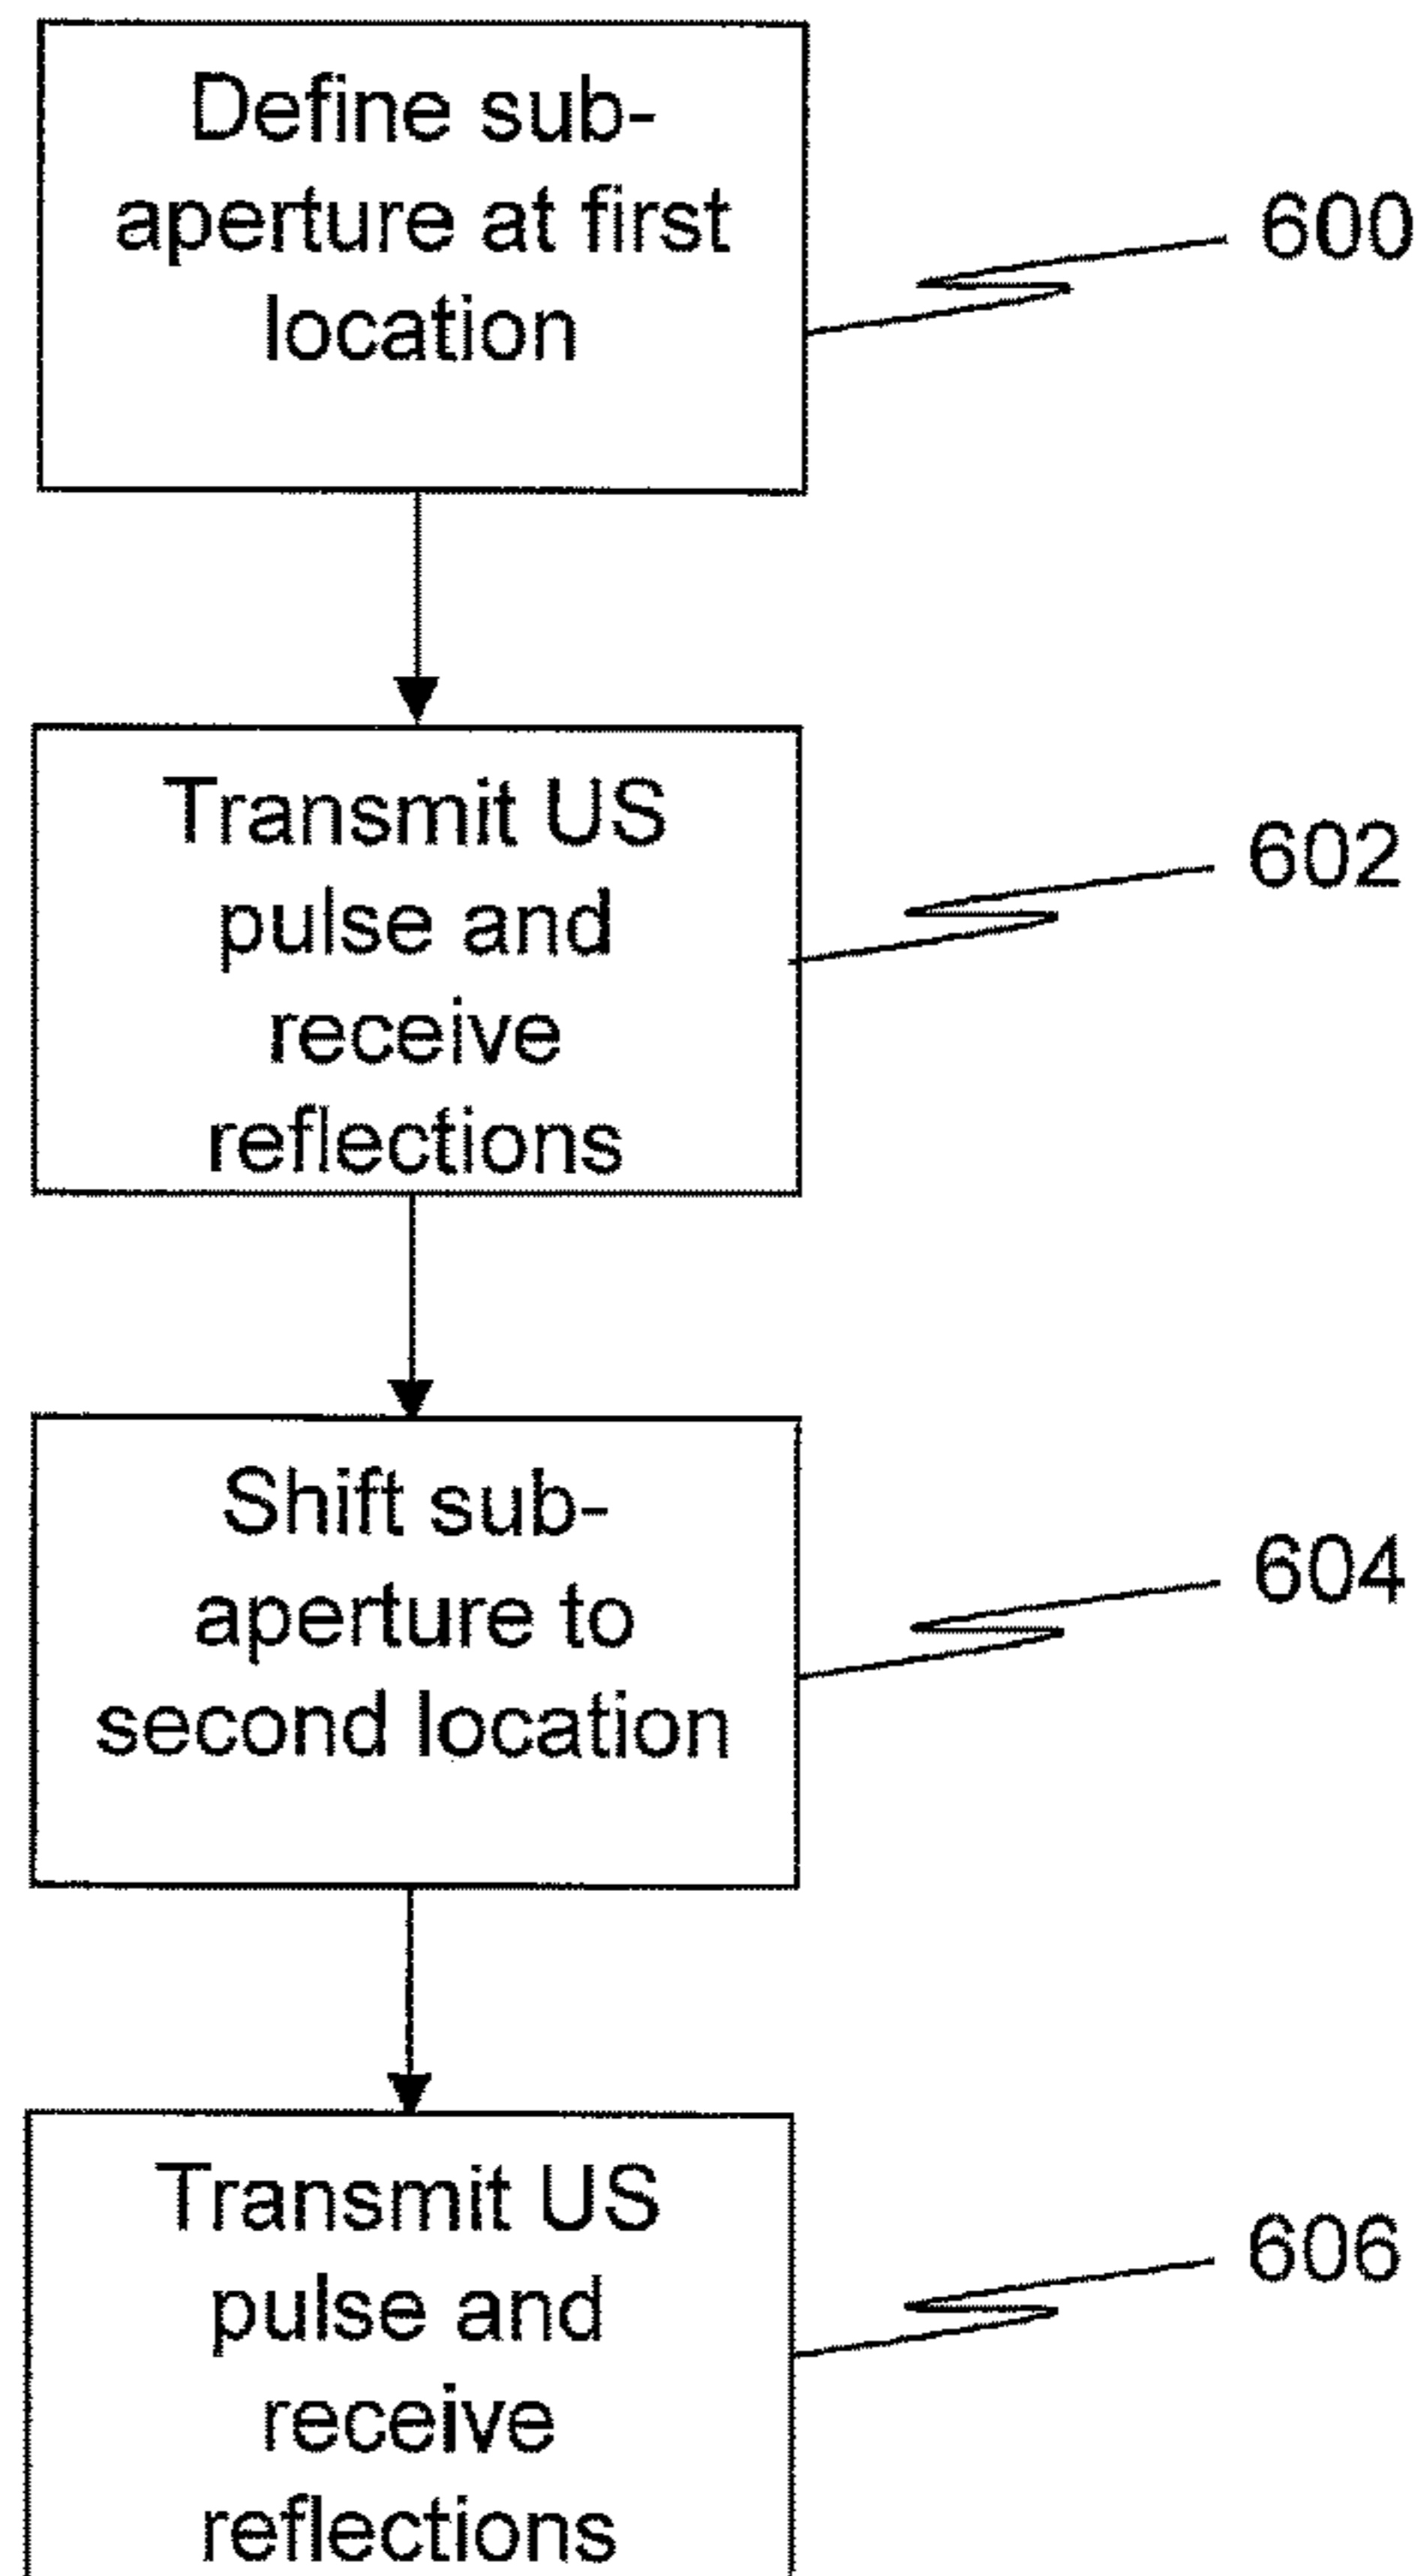 Define sub-
aperture at first
location
600
Transmit US
pulse and
receive
reflections
602
Shift sub-
aperture to
second location
604
Transmit US
pulse and
receive
reflections
606